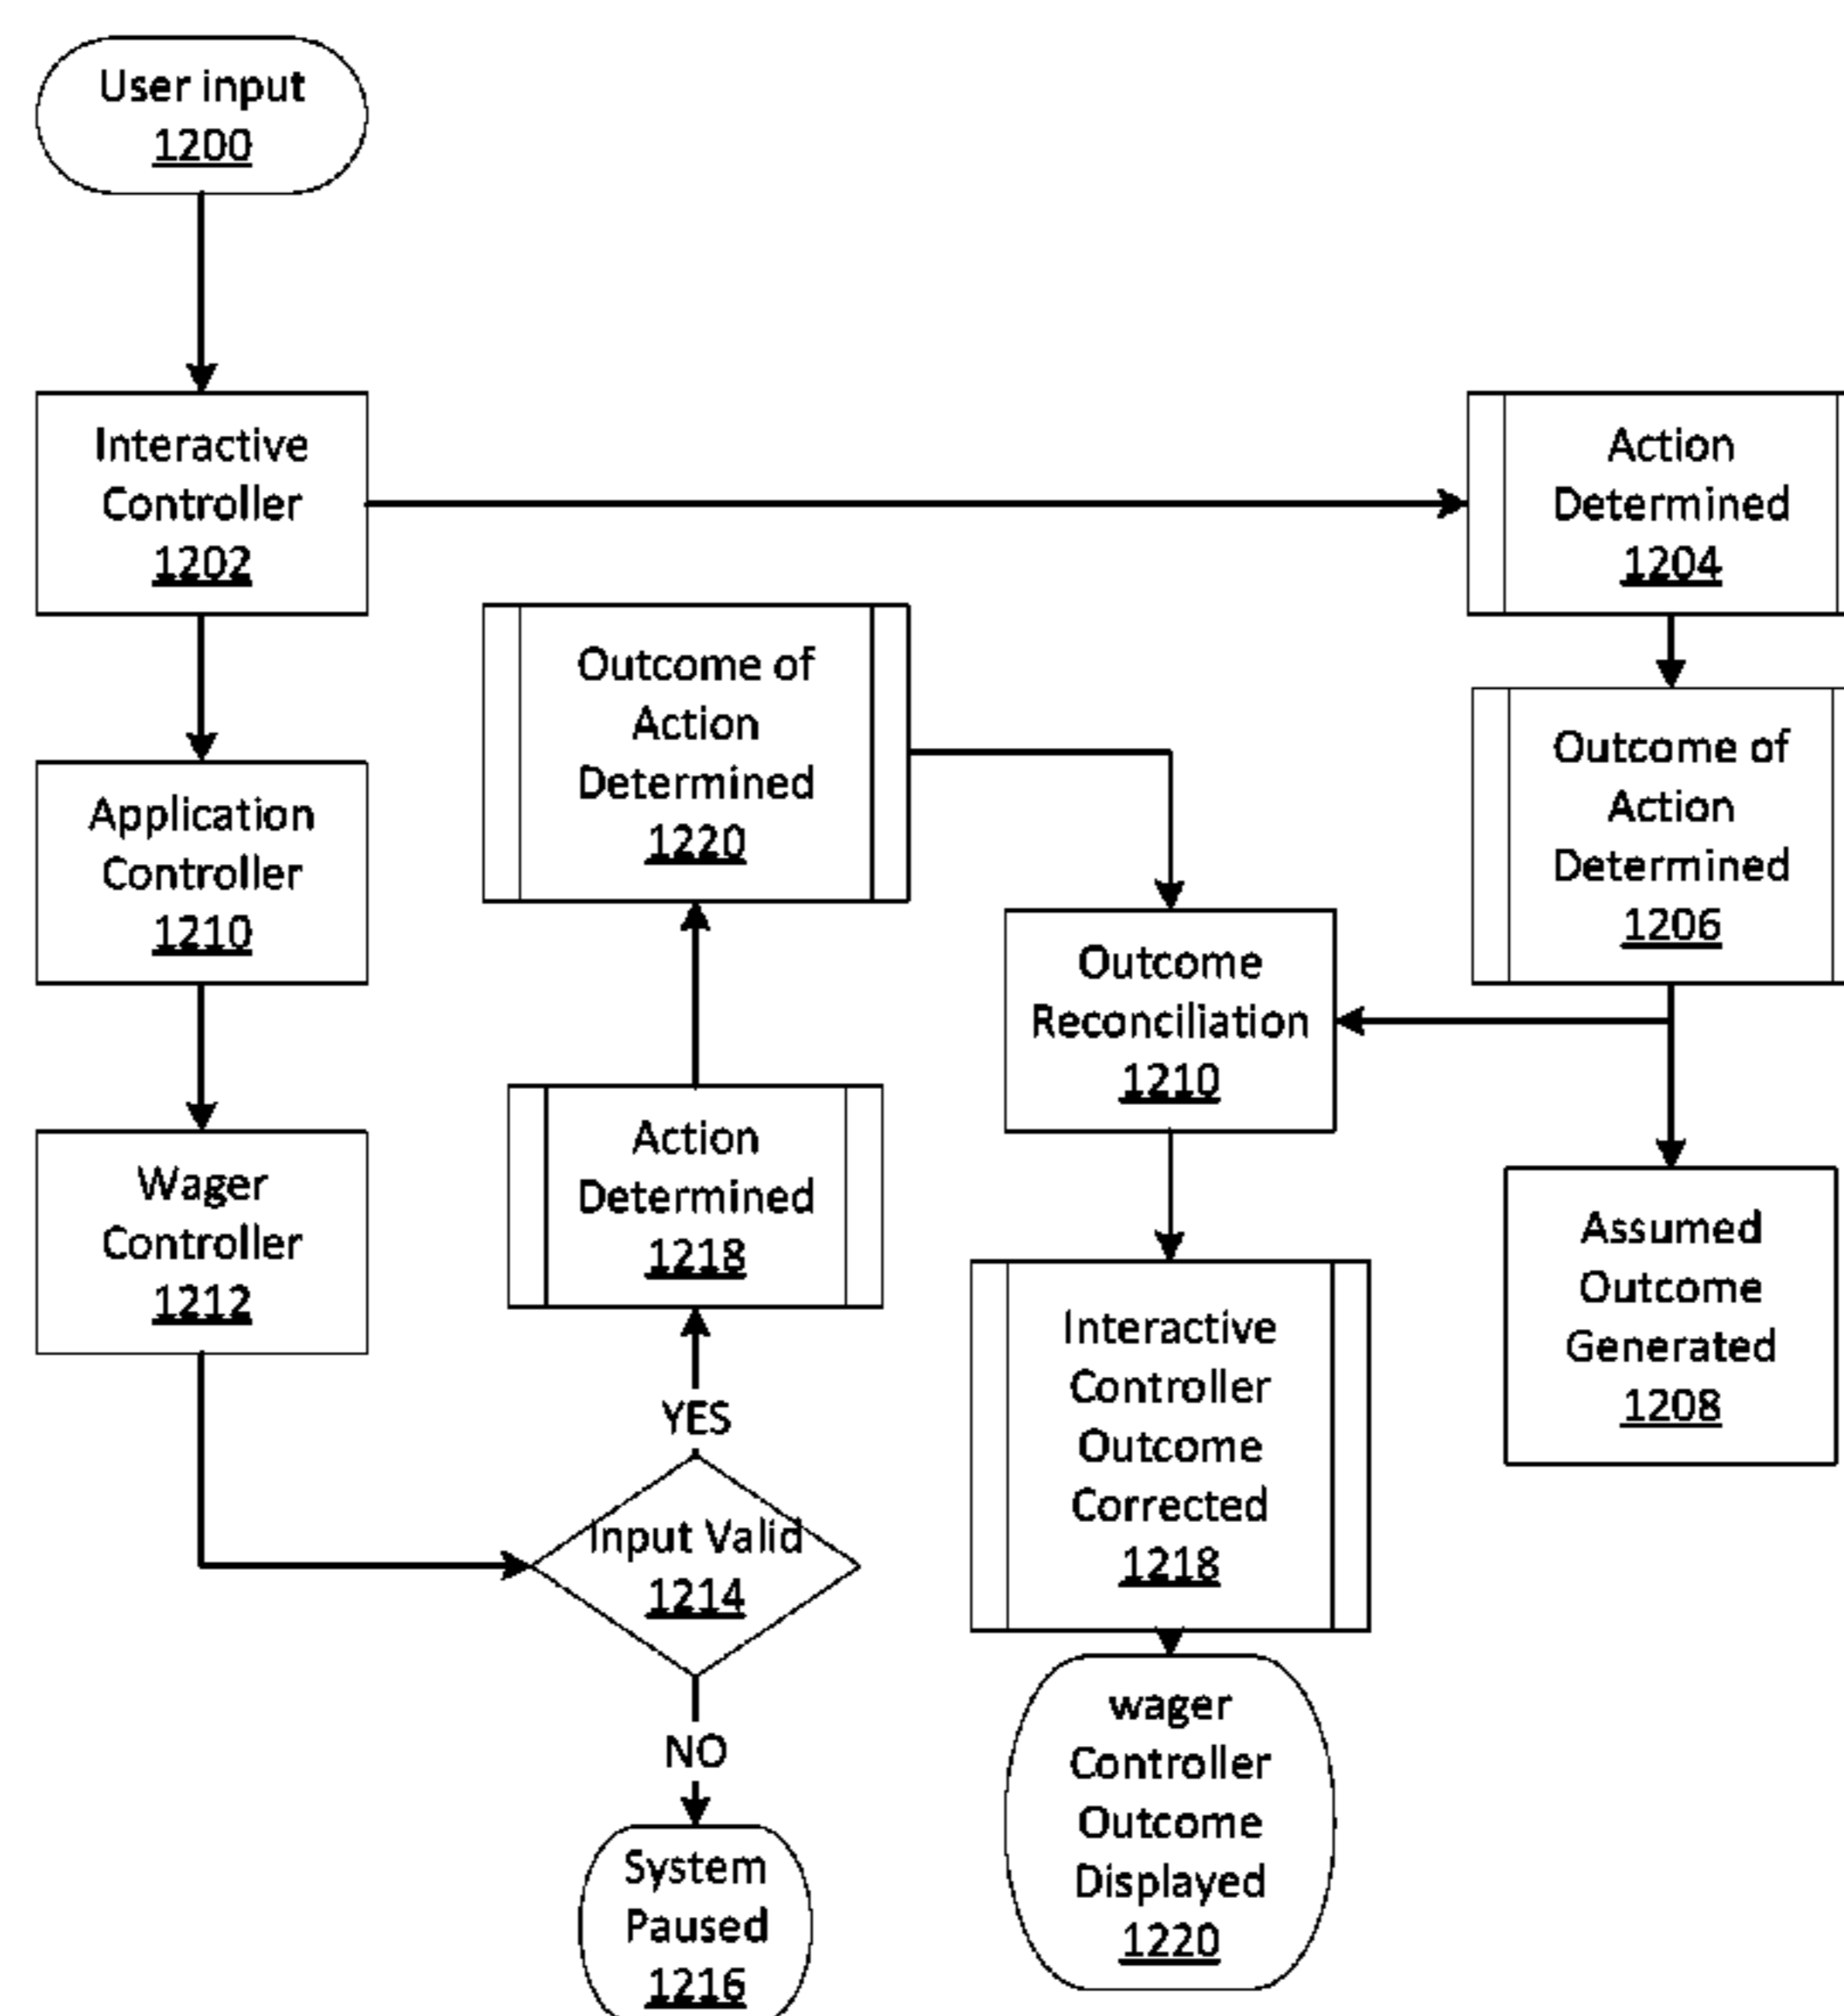 User input
1200
Interactive
Controller
1202
Action
Determined
1204
Outcome of
Action
Determined
1220
Outcome of
Action
Determined
1206
Application
Controller
1210
Outcome
Reconciliation
1210
Wager
Controller
1212
Action
Determined
1218
Assumed
Outcome
Generated
1208
Interactive
Controller
Outcome
Corrected
1218
YES
Input Valid
1214
NO
wager
Controller
Outcome
Displayed
1220
System
Paused
1216